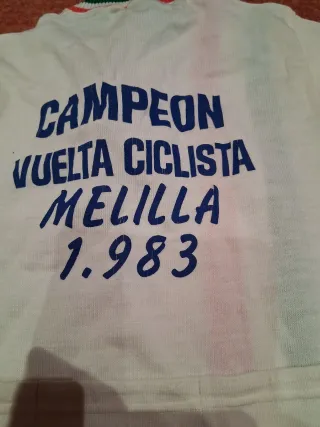 CAMPEON
VUELTA CICLISTA
MELILLA
1.983